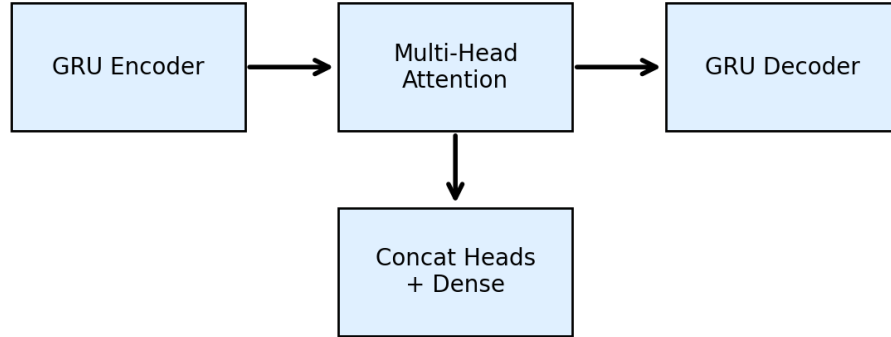 GRU Encoder
Multi-Head
Attention
GRU Decoder
Concat Heads
+ Dense